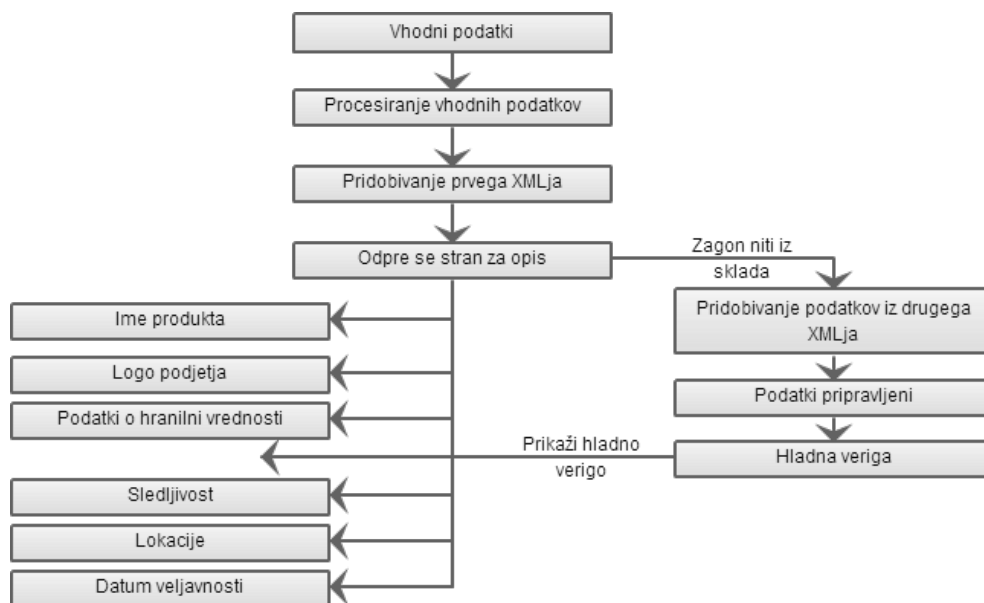 Vhodni podatki
Procesiranje vhodnih podatkov
Pridobivanje prvega XMLja
Odpre se stran za opis
Zagon niti iz
sklada
Pridobivanje podatkov iz drugega
XMLja
Podatki pripravljeni
Hladna veriga
Prikaži hladno
verigo
Ime produkta
Logo podjetja
Podatki o hranilni vrednosti
Sledljivost
Lokacije
Datum veljavnosti